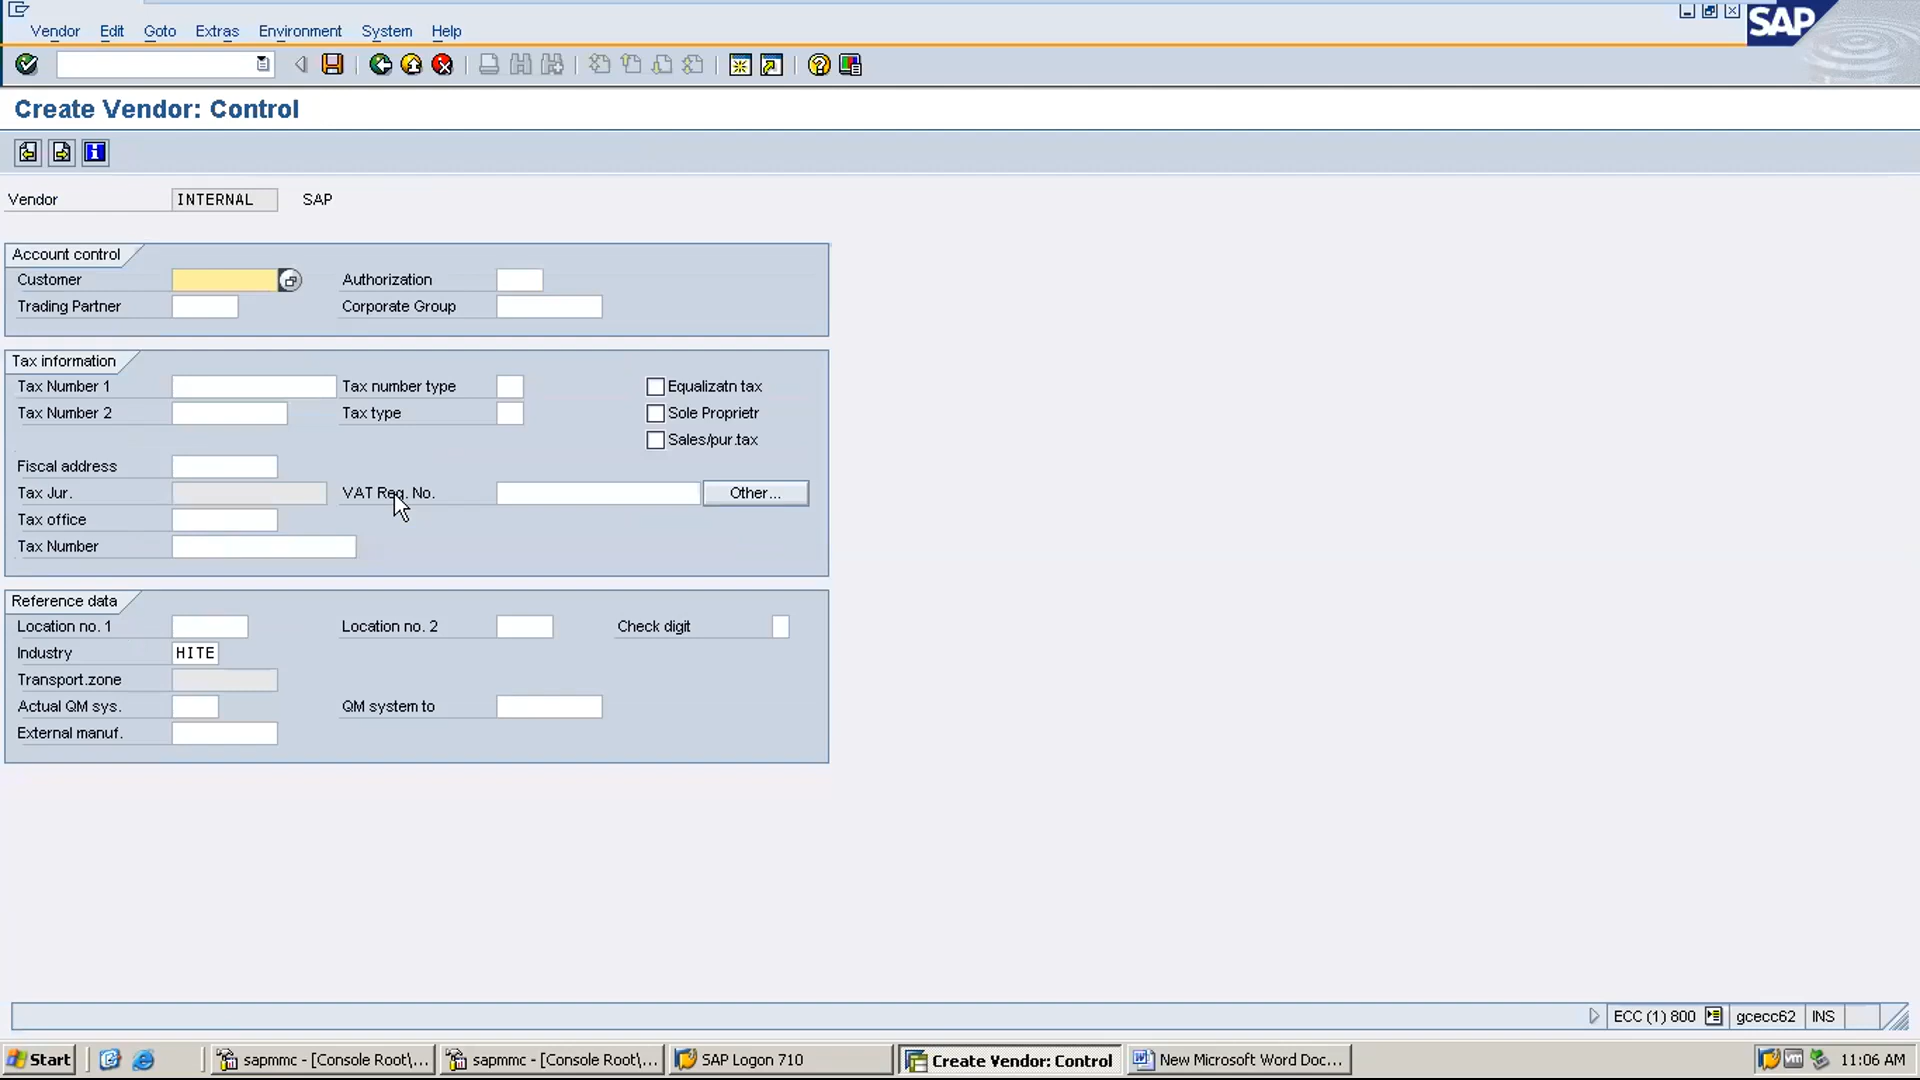 Vendor Edit Goto Extras Environment System Help
SAP
Create Vendor: Control
Vendor INTERNAL SAP
Account control
Customer Authorization
Trading Partner Corporate Group
Tax information
Tax Number 1 Tax number type Equalizatn tax
Tax Number 2 Tax type Sole Proprietr
Sales/pur.tax
Fiscal address
Tax Jur. VAT Reg. No. Other...
Tax office
Tax Number
Reference data
Location no. 1 Location no. 2 Check digit
Industry HITE
Transport.zone
Actual QM sys. QM system to
External manuf.
ECC (1) 800 gcecc62 INS
Start sapmmc - [Console Root\... sapmmc - [Console Root\... SAP Logon 710 Create Vendor: Control New Microsoft Word Doc... 11:06 AM